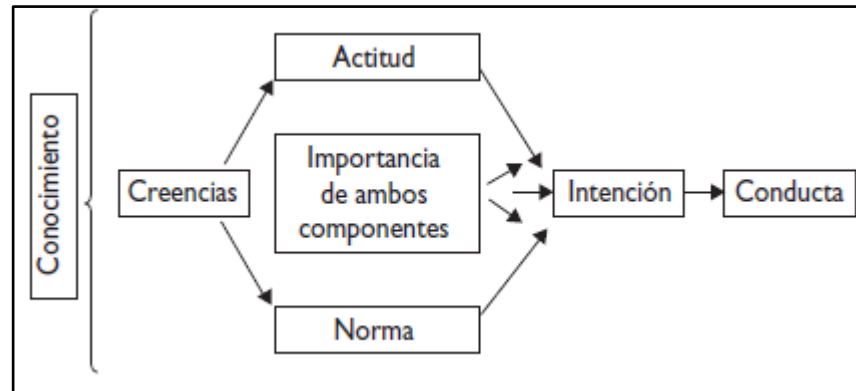 Conocimiento
Creencias
Actitud
Importancia
de ambos
componentes
Norma
Intención
Conducta